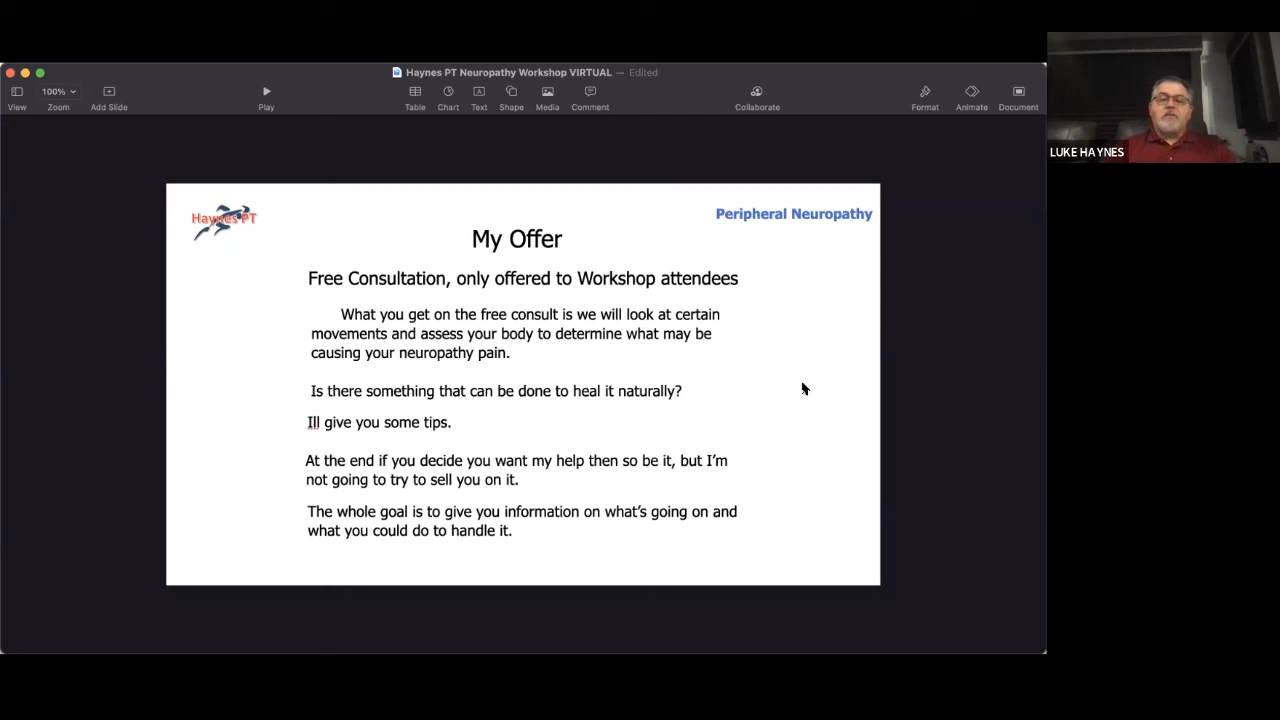 Haynes PT Neuropathy Workshop VIRTUAL — Edited
100%
View
Zoom
Add Slide
Play
Table
Chart
Text
Shape
Media
Comment
Collaborate
Format
Animate
Document
LUKE HAYNES
Haynes PT
Peripheral Neuropathy
My Offer
Free Consultation, only offered to Workshop attendees
What you get on the free consult is we will look at certain
movements and assess your body to determine what may be
causing your neuropathy pain.
Is there something that can be done to heal it naturally?
Ill give you some tips.
At the end if you decide you want my help then so be it, but I’m
not going to try to sell you on it.
The whole goal is to give you information on what’s going on and
what you could do to handle it.